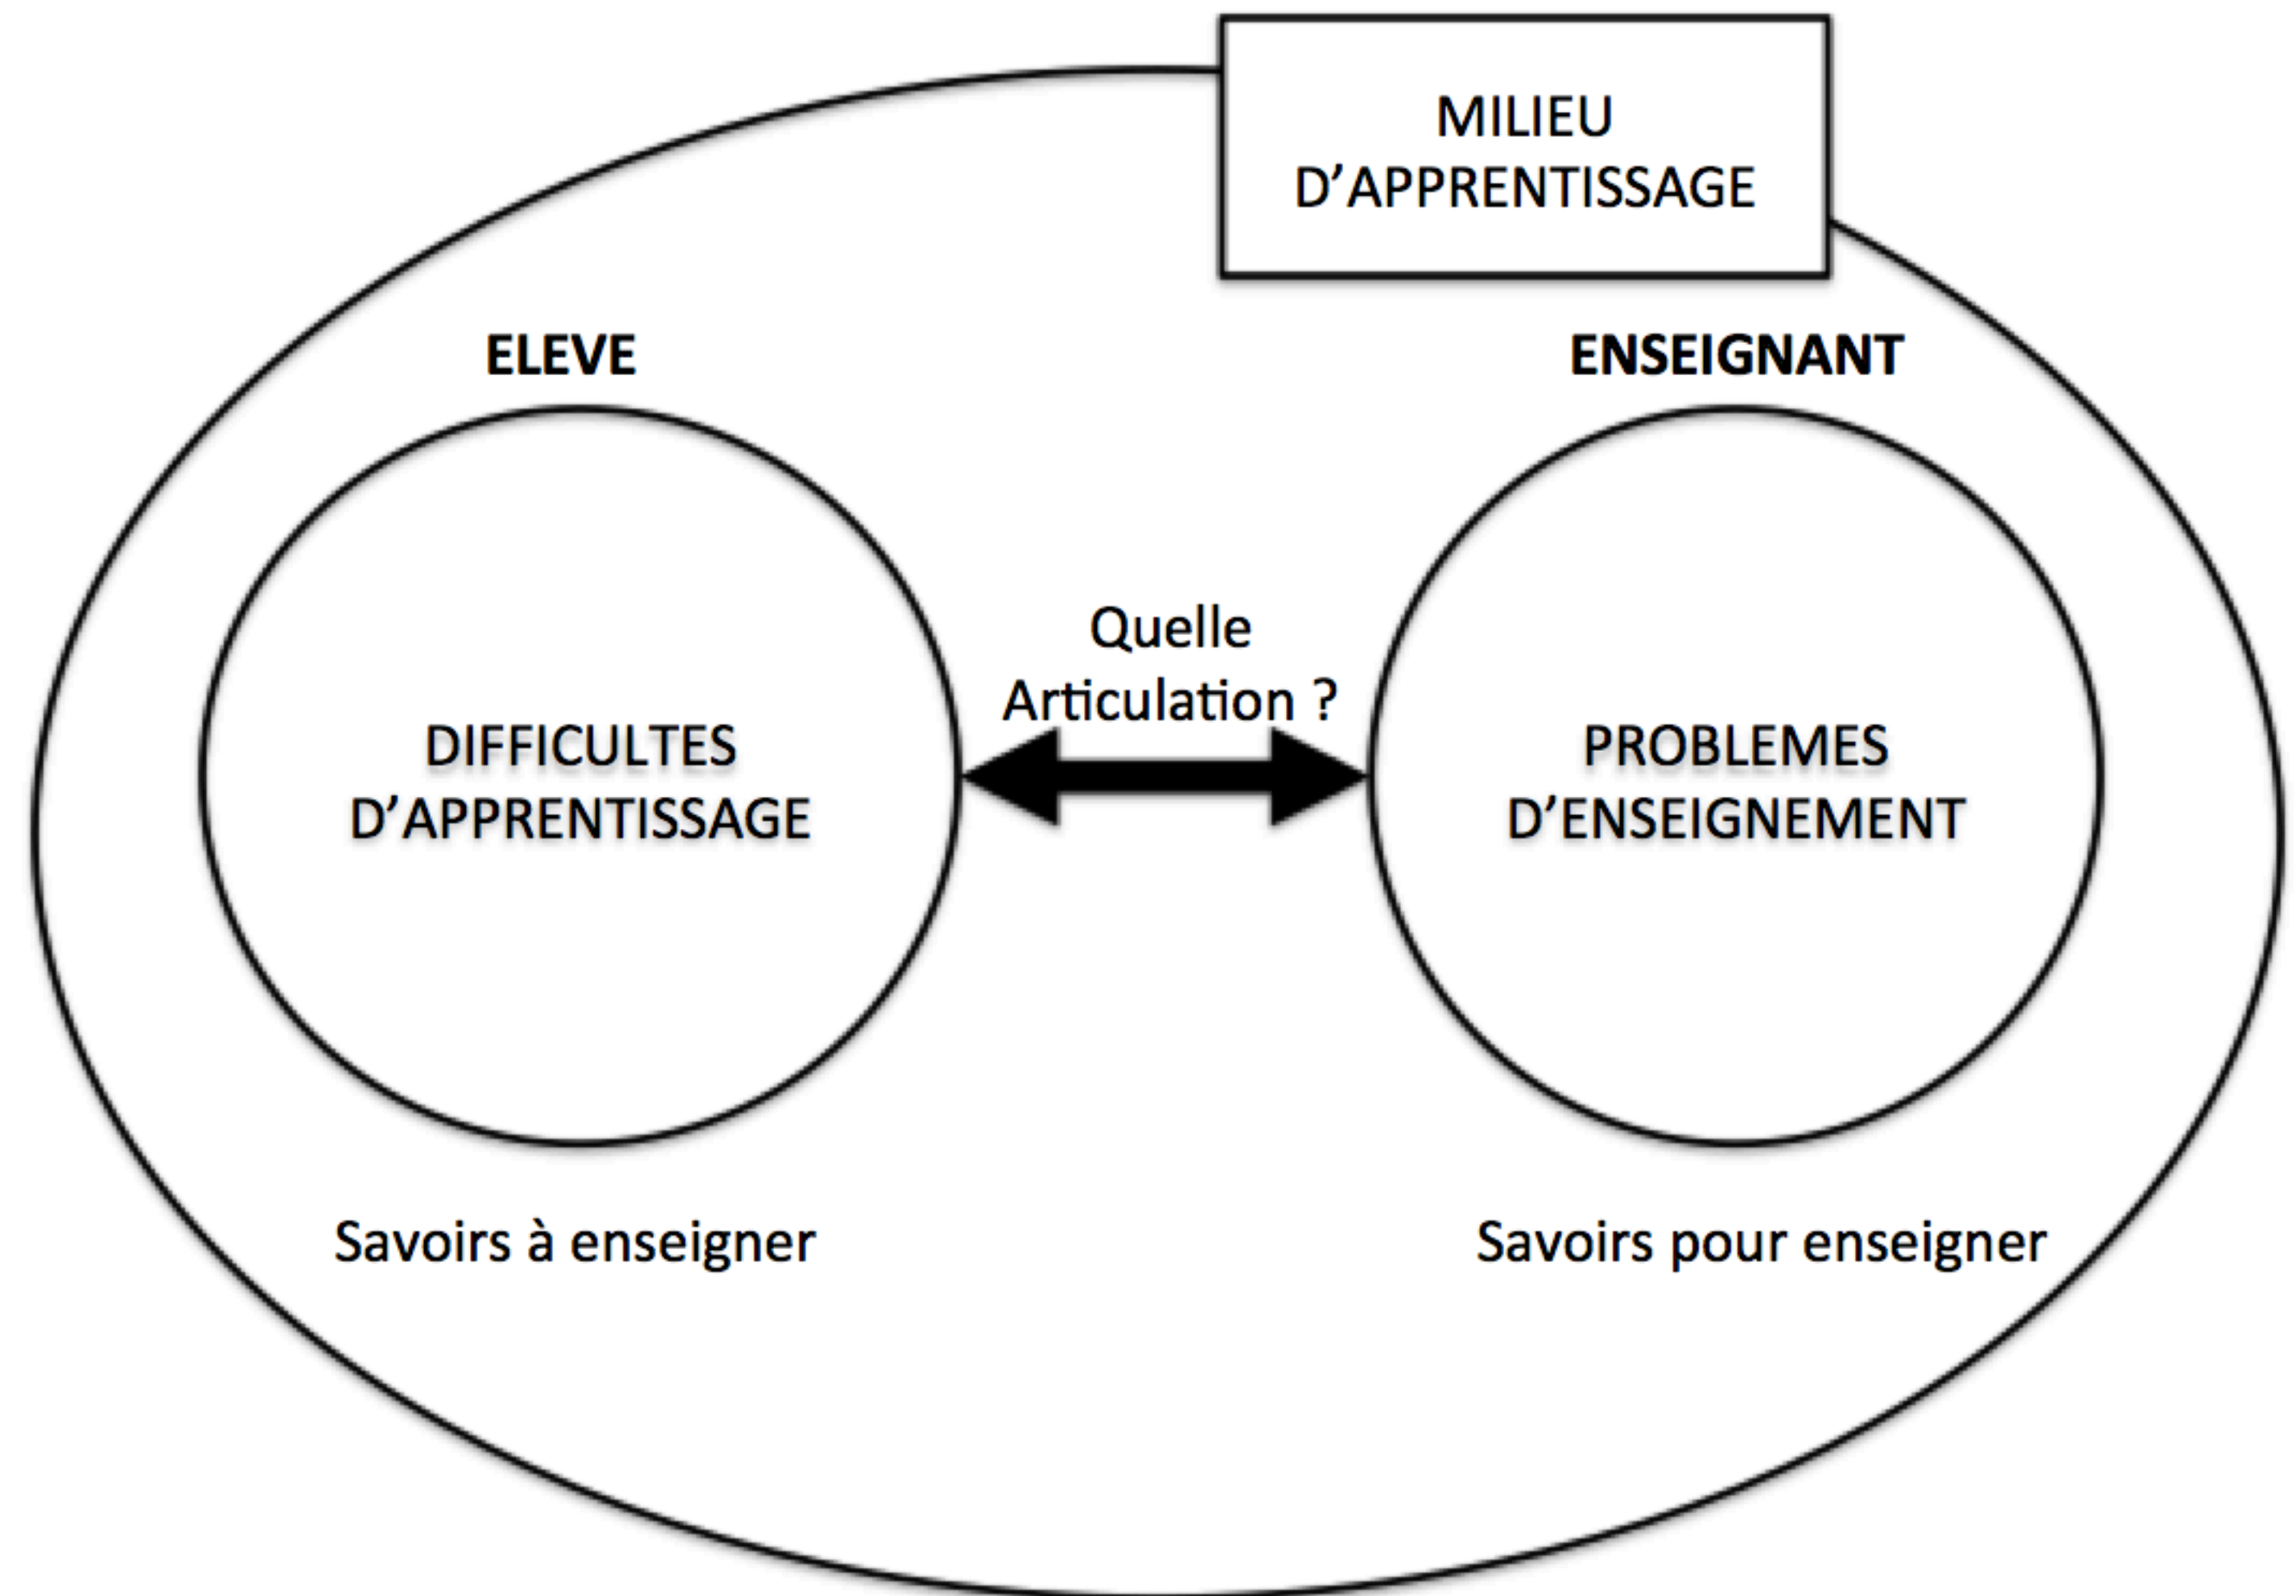 MILIEU
D’APPRENTISSAGE
ELEVE
ENSEIGNANT
Quelle
Articulation ?
DIFFICULTES
D’APPRENTISSAGE
PROBLEMES
D’ENSEIGNEMENT
Savoirs à enseigner
Savoirs pour enseigner